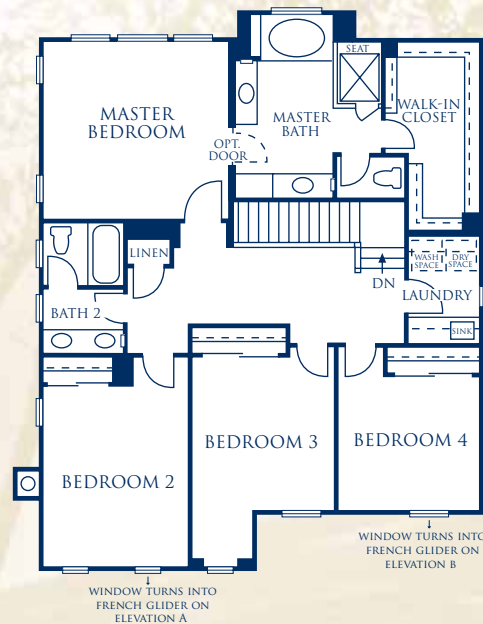 SEAT
MASTER
BEDROOM
MASTER
BATH
WALK-IN
CLOSET
OPT.
DOOR
LINEN
WASH
SPACE
DRY
SPACE
DN
LAUNDRY
BATH 2
SINK
BEDROOM 2
BEDROOM 3
BEDROOM 4
WINDOW TURNS INTO
FRENCH GLIDER ON
ELEVATION B
WINDOW TURNS INTO
FRENCH GLIDER ON
ELEVATION A